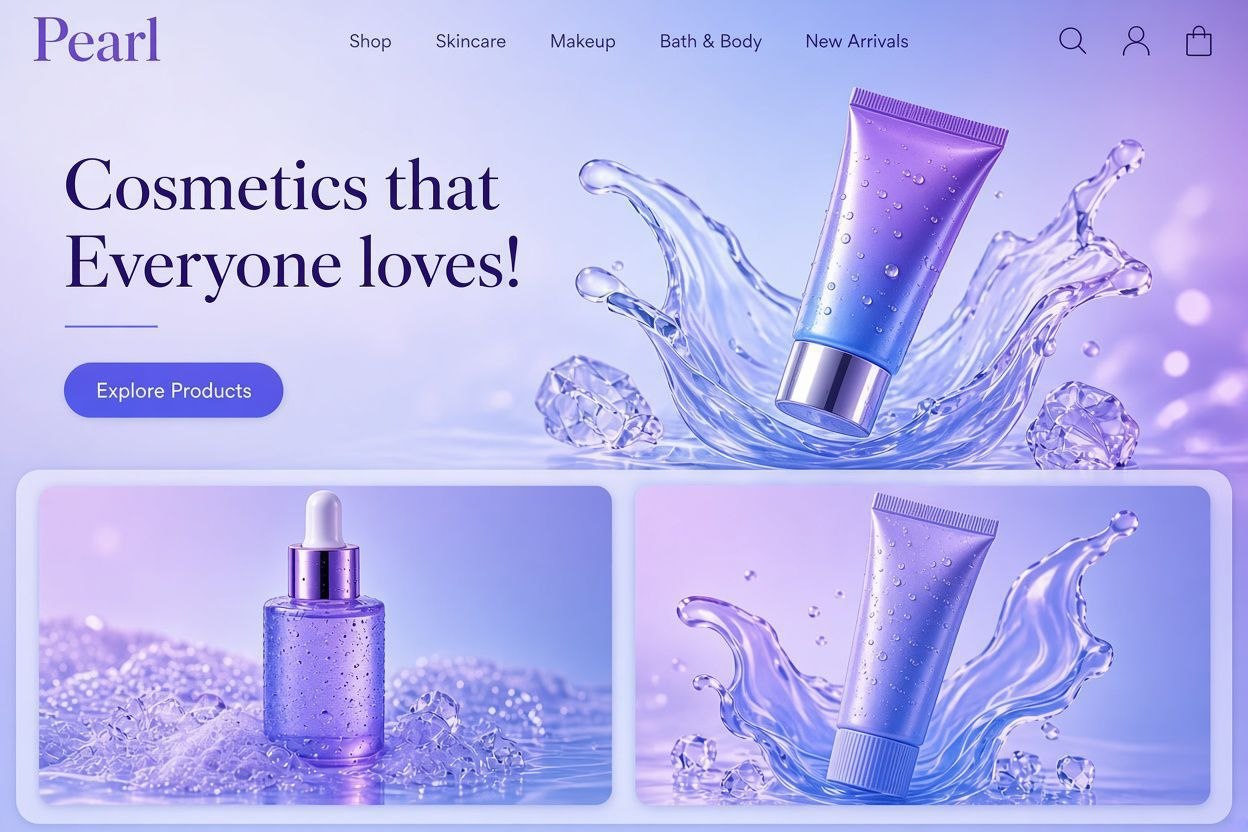 Pearl
Shop
Skincare
Makeup
Bath & Body
New Arrivals
Cosmetics that
Everyone loves!
Explore Products